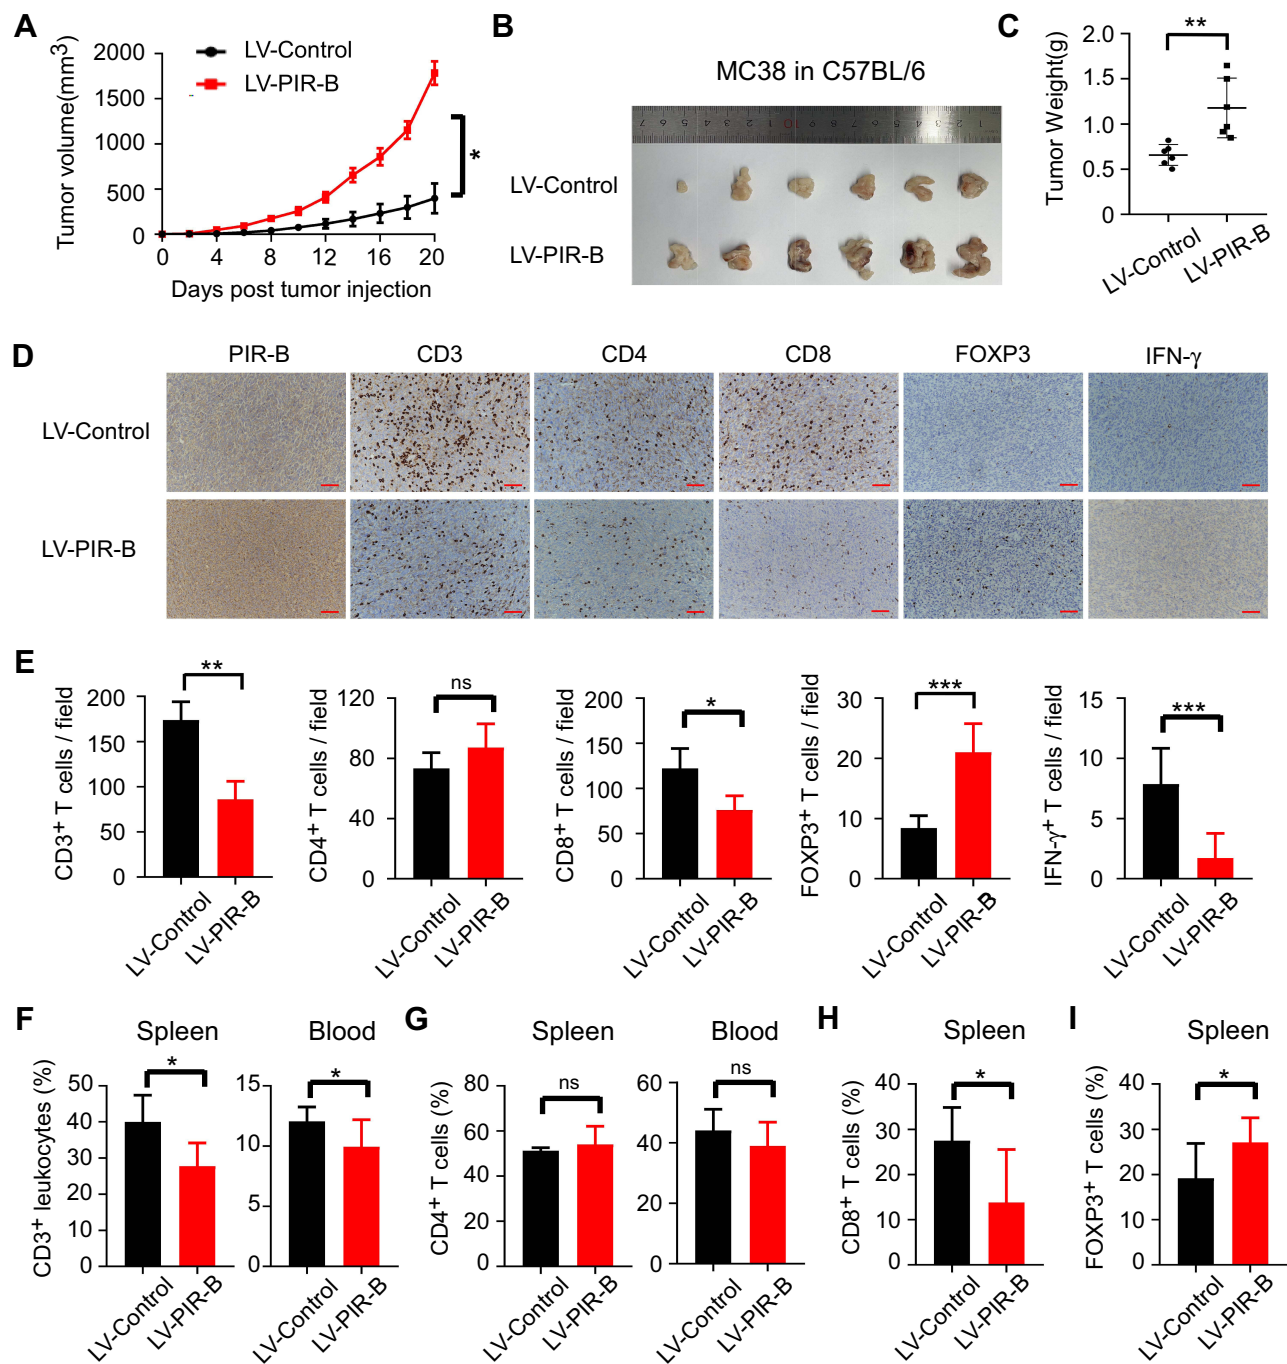 A
Tumor volume(mm3)
2000
1500
1000
500
0
0 4 8 12 16 20
Days post tumor injection
LV-Control
LV-PIR-B
*
B
MC38 in C57BL/6
LV-Control
LV-PIR-B
C
Tumor Weight(g)
2.0
1.5
1.0
0.5
0
**
LV-Control
LV-PIR-B
D
PIR-B CD3 CD4 CD8 FOXP3 IFN-γ
LV-Control
LV-PIR-B
E
CD3+ T cells / field
200
150
100
50
0
**
LV-Control
LV-PIR-B
CD4+ T cells / field
120
80
40
0
ns
LV-Control
LV-PIR-B
CD8+ T cells / field
200
150
100
50
0
*
LV-Control
LV-PIR-B
FOXP3+ T cells / field
30
20
10
0
***
LV-Control
LV-PIR-B
IFN-γ+ T cells / field
15
10
5
0
***
LV-Control
LV-PIR-B
F
Spleen
CD3+ leukocytes (%)
50
40
30
20
10
0
*
LV-Control
LV-PIR-B
Blood
15
10
5
0
*
LV-Control
LV-PIR-B
G
Spleen
CD4+ T cells (%)
80
60
40
20
0
ns
LV-Control
LV-PIR-B
Blood
60
40
20
0
ns
LV-Control
LV-PIR-B
H
Spleen
CD8+ T cells (%)
40
30
20
10
0
*
LV-Control
LV-PIR-B
I
Spleen
FOXP3+ T cells (%)
40
30
20
10
0
*
LV-Control
LV-PIR-B